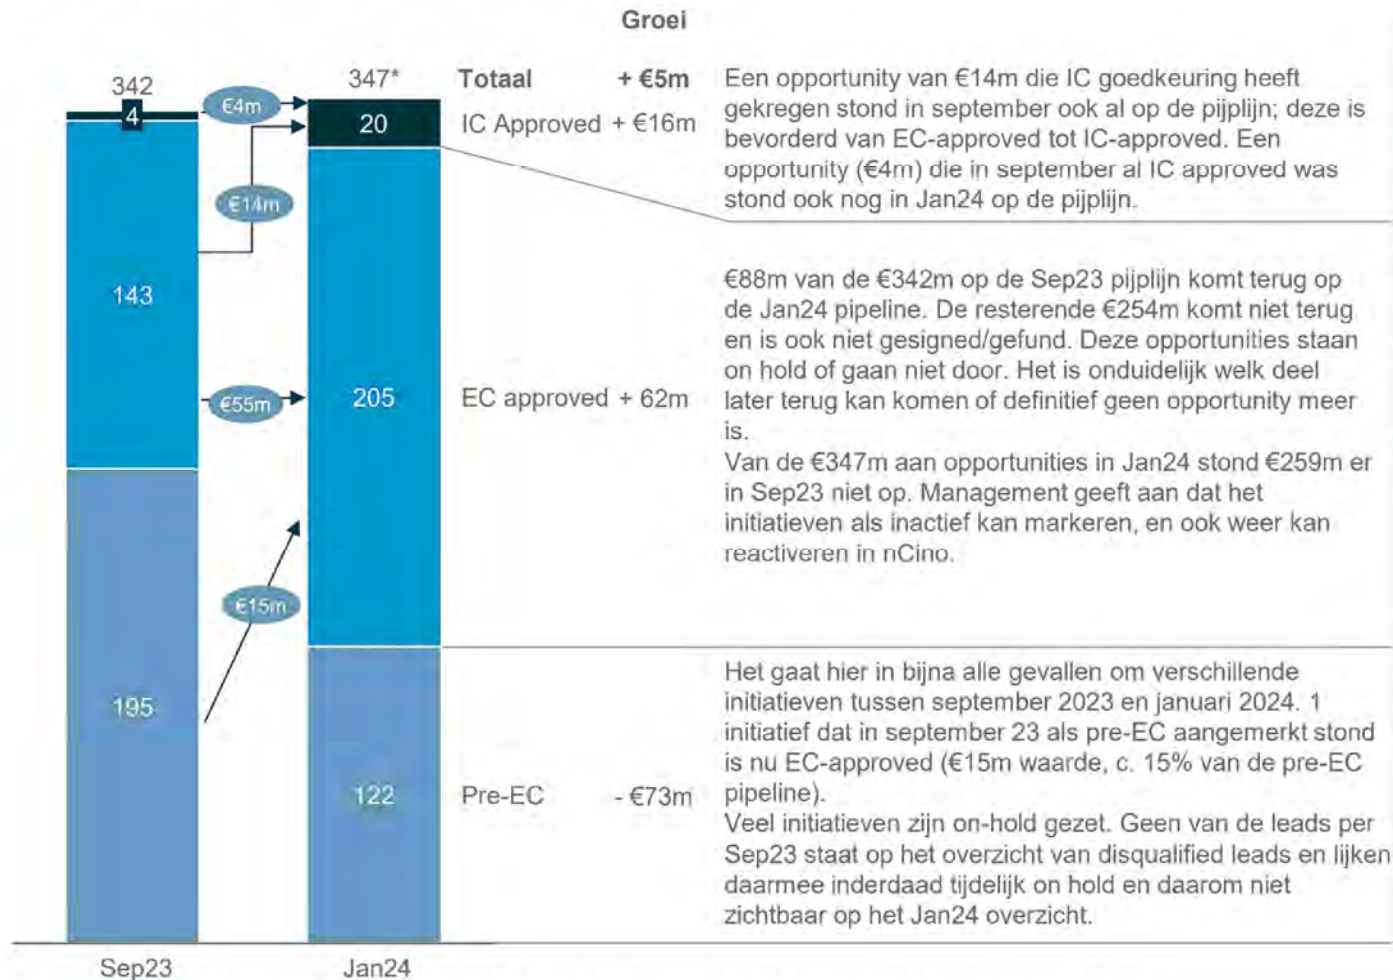 Groei
342
4
143
195
Sep23
€4m
€14m
€55m
€15m
347*
20
205
122
Jan24
Totaal + €5m
IC Approved + €16m
EC approved + 62m
Pre-EC - €73m
Een opportunity van €14m die IC goedkeuring heeft
gekregen stond in september ook al op de pijplijn; deze is
bevorderd van EC-approved tot IC-approved. Een
opportunity (€4m) die in september al IC approved was
stond ook nog in Jan24 op de pijplijn.
€88m van de €342m op de Sep23 pijplijn komt terug op
de Jan24 pipeline. De resterende €254m komt niet terug
en is ook niet gesigned/gefund. Deze opportunities staan
on hold of gaan niet door. Het is onduidelijk welk deel
later terug kan komen of definitief geen opportunity meer
is.
Van de €347m aan opportunities in Jan24 stond €259m er
in Sep23 niet op. Management geeft aan dat het
initiatieven als inactief kan markeren, en ook weer kan
reactiveren in nCino.
Het gaat hier in bijna alle gevallen om verschillende
initiatieven tussen september 2023 en januari 2024. 1
initiatief dat in september 23 als pre-EC aangemerkt stond
is nu EC-approved (€15m waarde, c. 15% van de pre-EC
pipeline).
Veel initiatieven zijn on-hold gezet. Geen van de leads per
Sep23 staat op het overzicht van disqualified leads en lijken
daarmee inderdaad tijdelijk on hold en daarom niet
zichtbaar op het Jan24 overzicht.